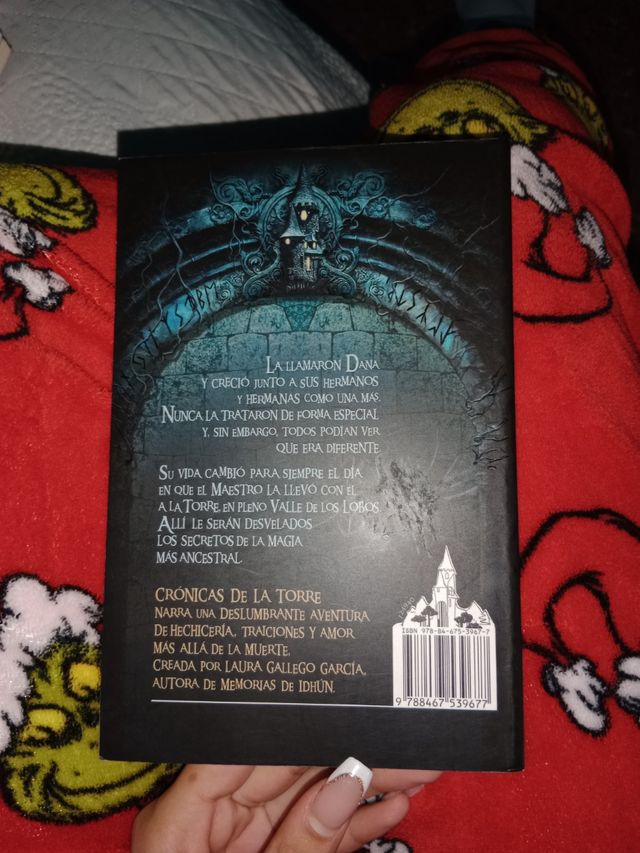 La llamaron Dana
y creció junto a sus hermanos
y hermanas como una más.
Nunca la trataron de forma especial
y, sin embargo, todos podían ver
que era diferente
Su vida cambió para siempre el día
en que el Maestro la llevó con él
a la Torre, en pleno Valle de los Lobos.
Allí le serán desvelados
los secretos de la magia
más ancestral.
CRÓNICAS DE LA TORRE
narra una deslumbrante aventura
de hechicería, traiciones y amor
más allá de la muerte,
creada por Laura Gallego García,
autora de Memorias de Idhún.
ISBN 978-84-675-3967-7
9 788467 539677